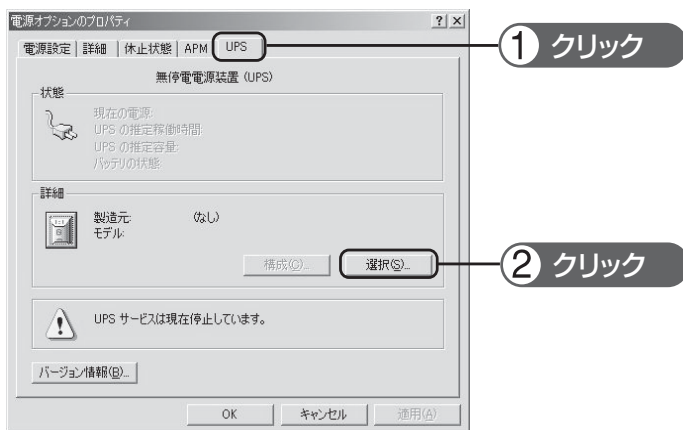 電源オプションのプロパティ
電源設定 詳細 休止状態 APM UPS
① クリック
無停電電源装置 (UPS)
状態
現在の電源:
UPS の推定稼働時間:
UPS の推定容量:
バッテリの状態:
詳細
製造元: (なし)
モデル:
構成(C)... 選択(S)...
② クリック
UPS サービスは現在停止しています。
バージョン情報(B)...
OK キャンセル 適用(A)